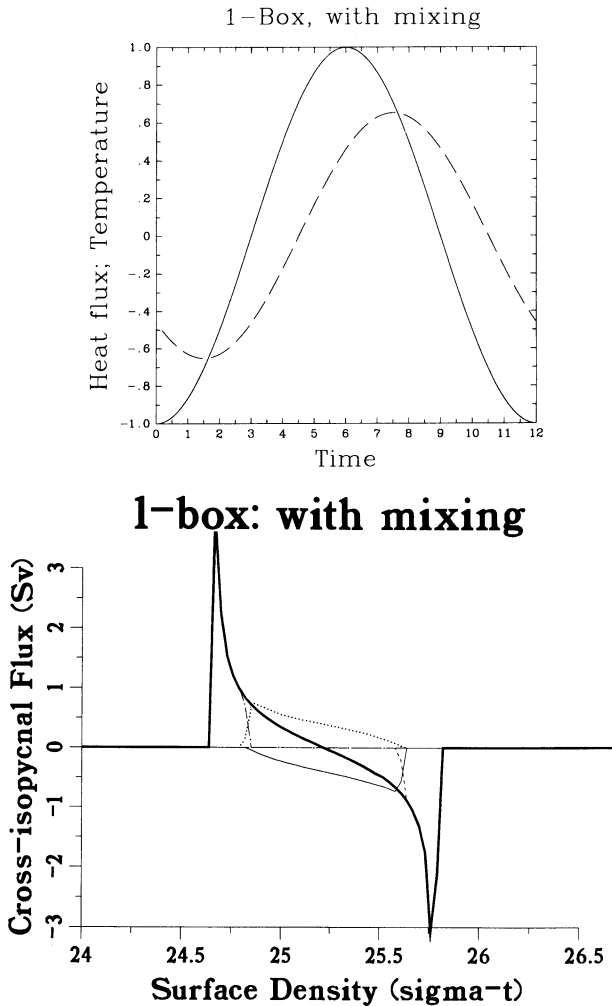 1-Box, with mixing
Heat flux; Temperature
1.0
.8
.6
.4
.2
0
-.2
-.4
-.6
-.8
-1.0
0 1 2 3 4 5 6 7 8 9 10 11 12
Time
1-box: with mixing
Cross-isopycnal Flux (Sv)
3
2
1
0
-1
-2
-3
24 24.5 25 25.5 26 26.5
Surface Density (sigma-t)